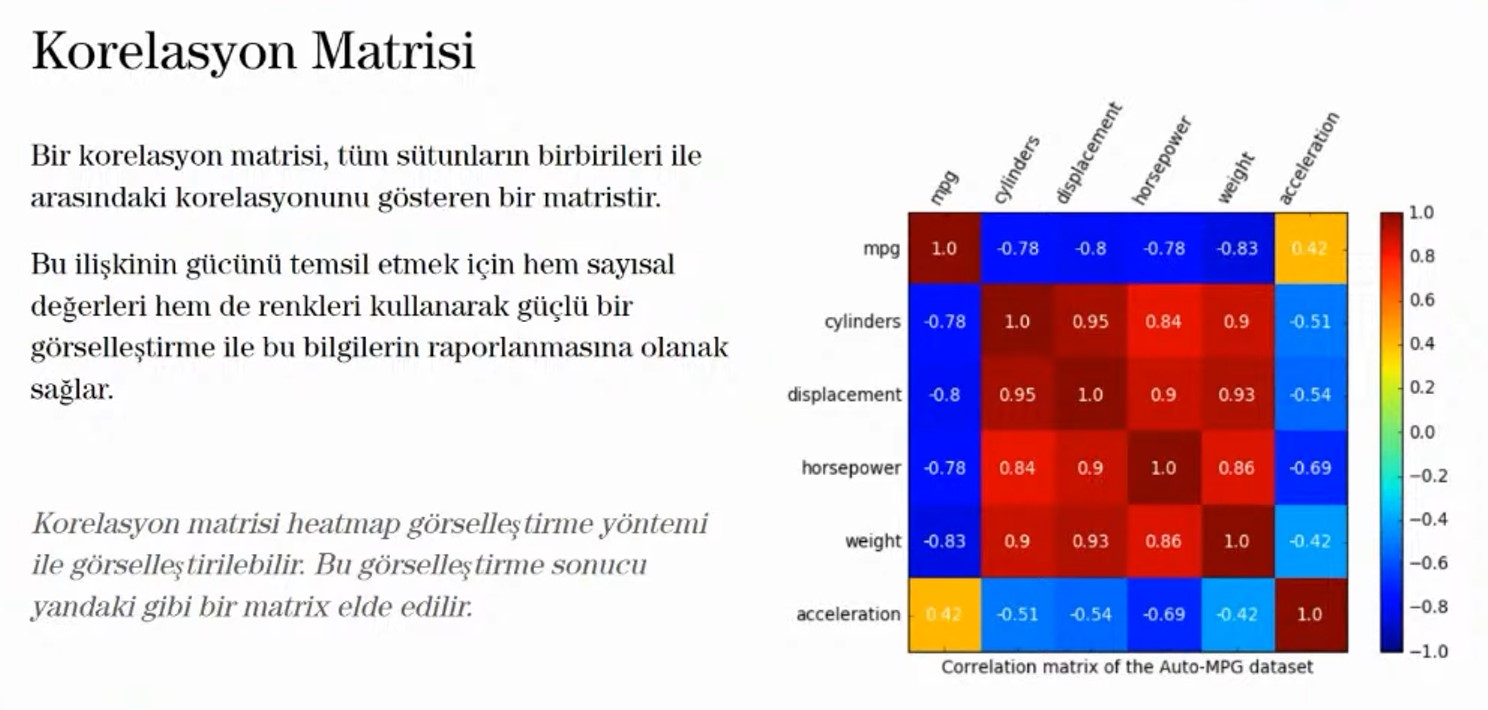 Korelasyon Matrisi
Bir korelasyon matrisi, tüm sütunların birbirileri ile
arasındaki korelasyonunu gösteren bir matristir.
Bu ilişkinin gücünü temsil etmek için hem sayısal
değerleri hem de renkleri kullanarak güçlü bir
görselleştirme ile bu bilgilerin raporlanmasına olanak
sağlar.
Korelasyon matrisi heatmap görselleştirme yöntemi
ile görselleştirilebilir. Bu görselleştirme sonucu
yandaki gibi bir matrix elde edilir.
mpg cylinders displacement horsepower weight acceleration
mpg 1.0 -0.78 -0.8 -0.78 -0.83 0.42
cylinders -0.78 1.0 0.95 0.84 0.9 -0.51
displacement -0.8 0.95 1.0 0.9 0.93 -0.54
horsepower -0.78 0.84 0.9 1.0 0.86 -0.69
weight -0.83 0.9 0.93 0.86 1.0 -0.42
acceleration 0.42 -0.51 -0.54 -0.69 -0.42 1.0
Correlation matrix of the Auto-MPG dataset
1.0
0.8
0.6
0.4
0.2
0.0
−0.2
−0.4
−0.6
−0.8
−1.0